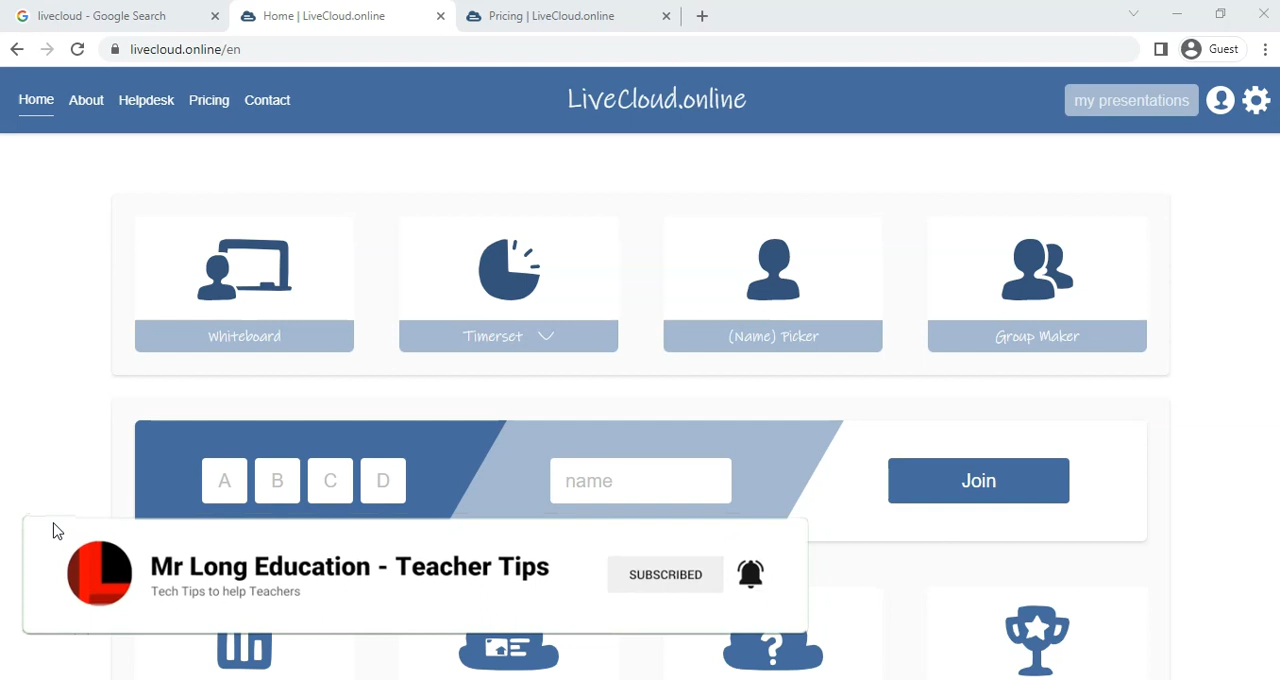 livecloud - Google Search
Home | LiveCloud.online
Pricing | LiveCloud.online
livecloud.online/en
Guest
Home About Helpdesk Pricing Contact
LiveCloud.online
my presentations
Whiteboard
Timerset
(Name) Picker
Group Maker
A B C D
name
Join
Mr Long Education - Teacher Tips
Tech Tips to help Teachers
SUBSCRIBED